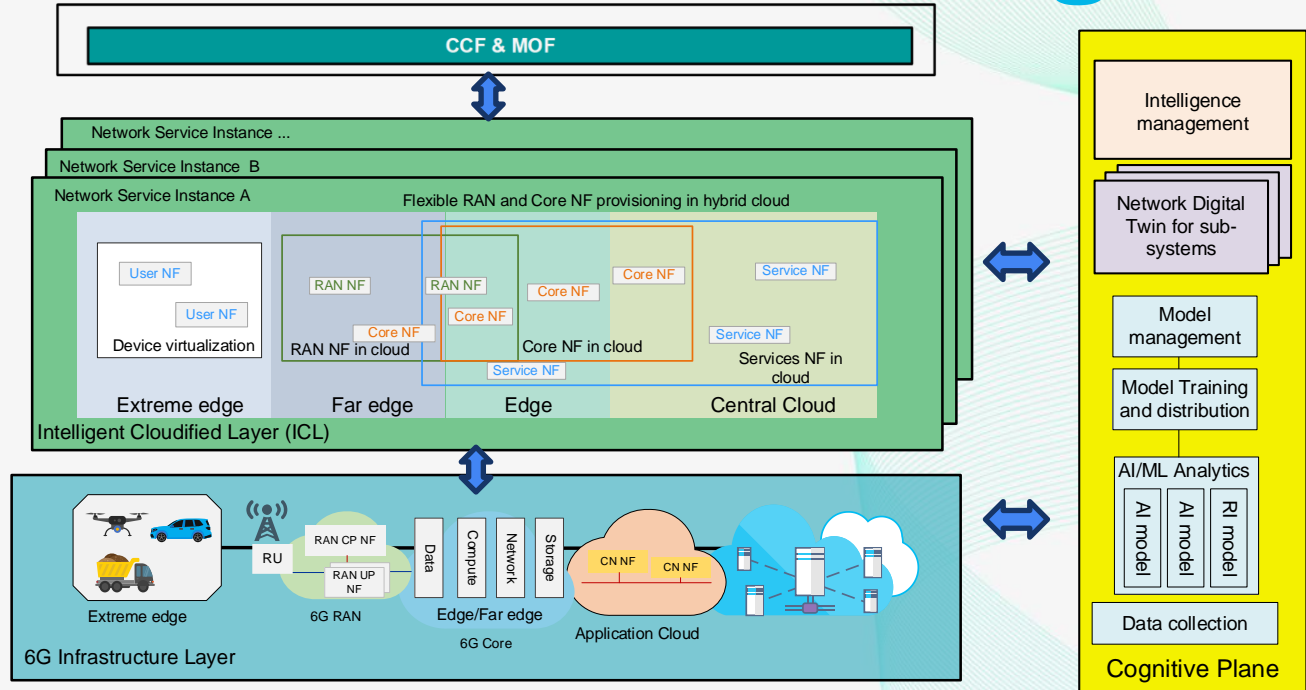 CCF & MOF
Network Service Instance ...
Network Service Instance B
Network Service Instance A
Flexible RAN and Core NF provisioning in hybrid cloud
User NF
User NF
Device virtualization
RAN NF
RAN NF
Core NF
Core NF
Core NF
Core NF
RAN NF in cloud
Core NF in cloud
Service NF
Service NF
Service NF
Services NF in
cloud
Extreme edge
Far edge
Edge
Central Cloud
Intelligent Cloudified Layer (ICL)
Extreme edge
RU
RAN CP NF
RAN UP
NF
6G RAN
Data
Compute
Network
Storage
Edge/Far edge
6G Core
CN NF
CN NF
Application Cloud
6G Infrastructure Layer
Intelligence
management
Network Digital
Twin for sub-
systems
Model
management
Model Training
and distribution
AI/ML Analytics
AI model
AI model
RI model
Data collection
Cognitive Plane